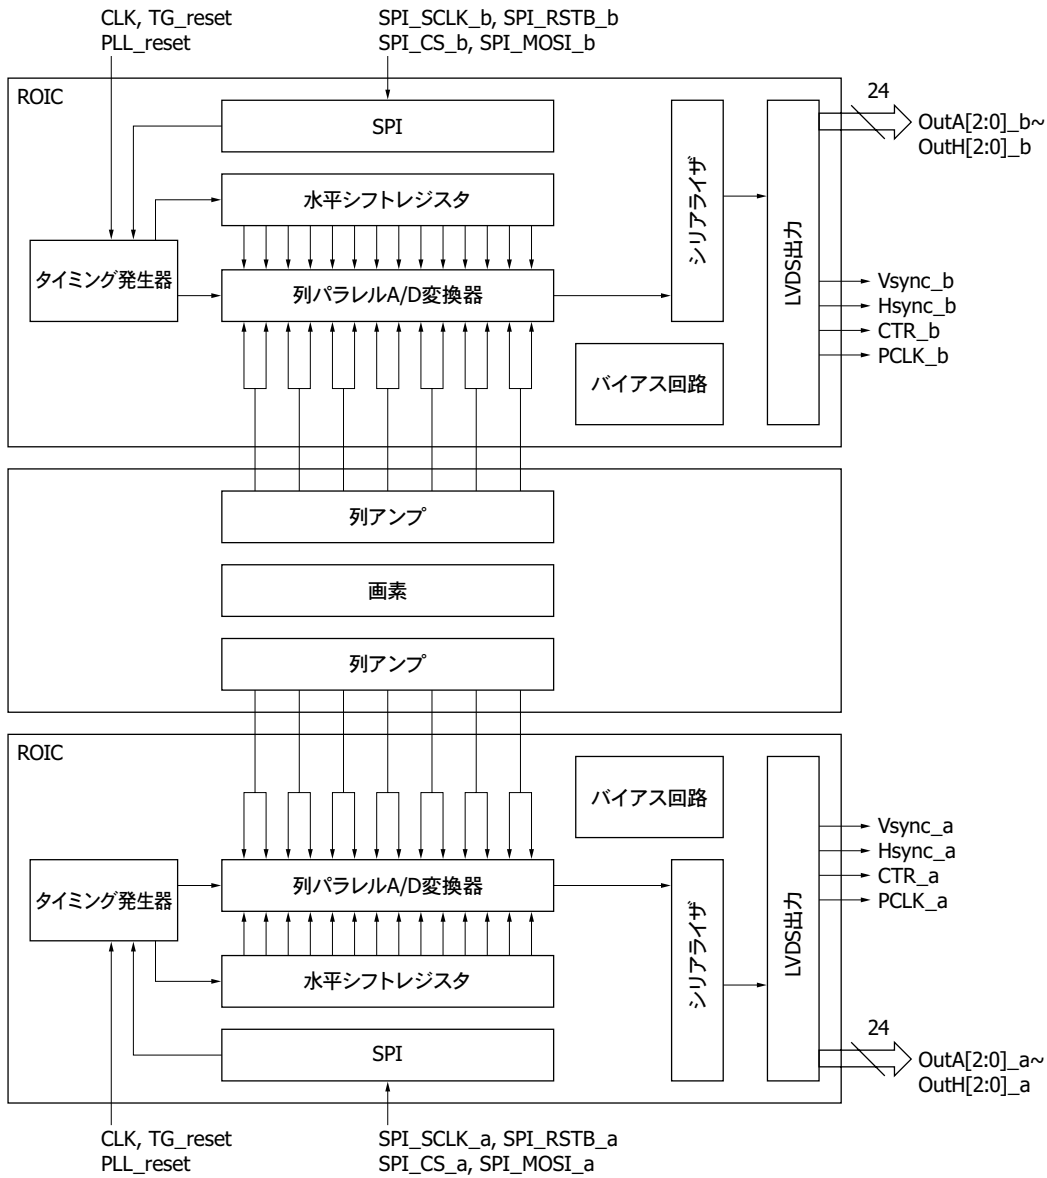 CLK, TG_reset
PLL_reset
SPI_SCLK_b, SPI_RSTB_b
SPI_CS_b, SPI_MOSI_b
ROIC
SPI
水平シフトレジスタ
タイミング発生器
列パラレルA/D変換器
シリアライザ
LVDS出力
バイアス回路
24
OutA[2:0]_b~
OutH[2:0]_b
Vsync_b
Hsync_b
CTR_b
PCLK_b
列アンプ
画素
列アンプ
ROIC
バイアス回路
タイミング発生器
列パラレルA/D変換器
水平シフトレジスタ
SPI
シリアライザ
LVDS出力
Vsync_a
Hsync_a
CTR_a
PCLK_a
24
OutA[2:0]_a~
OutH[2:0]_a
CLK, TG_reset
PLL_reset
SPI_SCLK_a, SPI_RSTB_a
SPI_CS_a, SPI_MOSI_a